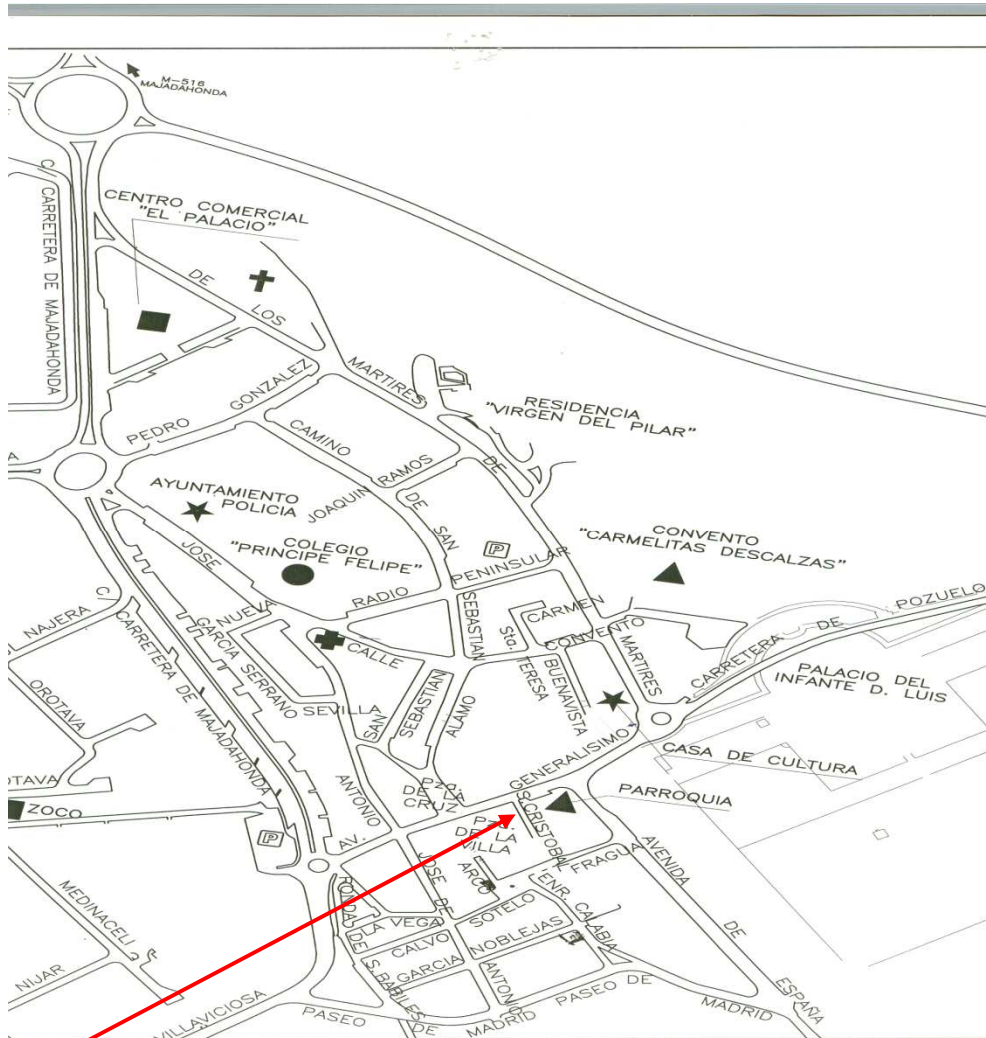 M-516
MAJADAHONDA
C/ CARRETERA DE MAJADAHONDA
CENTRO COMERCIAL
"EL PALACIO"
DE
LOS
MARTIRES
DE
RESIDENCIA
"VIRGEN DEL PILAR"
PEDRO
GONZALEZ
CAMINO
DE
SAN
SEBASTIAN
JOAQUIN
RAMOS
AYUNTAMIENTO
POLICIA
COLEGIO
"PRINCIPE FELIPE"
P
PENINSULAR
RADIO
CONVENTO
"CARMELITAS DESCALZAS"
JOSE
GARCIA SERRANO
NUEVA
CALLE
NAJERA
C/ CARRETERA DE MAJADAHONDA
CARMEN
CONVENTO
Sta.
TERESA
BUENAVISTA
MARTIRES
CARRETERA DE
POZUELO
PALACIO DEL
INFANTE D. LUIS
OROTAVA
SEVILLA
SAN
SEBASTIAN
ALAMO
ANTONIO
GENERALISIMO
CASA DE CULTURA
OTAVA
ZOCO
DE LA
CRUZ
PARROQUIA
P
AV.
JOSE
DE
ANTONIO
DE LA
VILLA
S. CRISTOBAL
FRAGUA
ARCO
AVENIDA
DE
ESPAÑA
RONDA DE
S. BABILES
LA VEGA
CALVO
SOTELO
ENR. CALABIA
GARCIA
NOBLEJAS
MEDINACELI
NIJAR
VILLAVICIOSA
PASEO
DE
MADRID
PASEO DE
MADRID